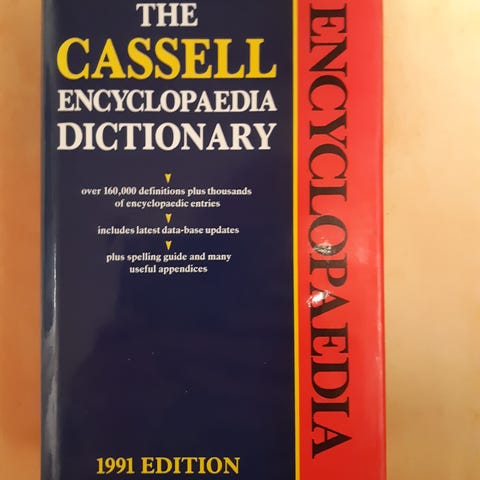 THE
CASSELL
ENCYCLOPAEDIA
DICTIONARY
over 160,000 definitions plus thousands
of encyclopaedic entries
includes latest data-base updates
plus spelling guide and many
useful appendices
1991 EDITION
ENCYCLOPAEDIA